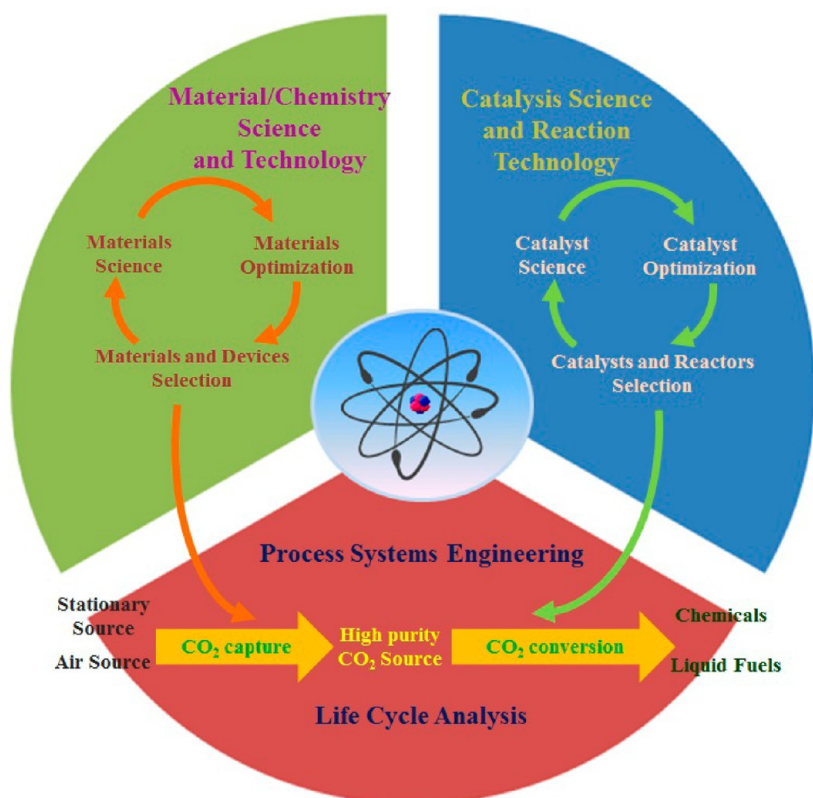 Material/Chemistry
Science
and Technology
Materials
Science
Materials
Optimization
Materials and Devices
Selection
Catalysis Science
and Reaction
Technology
Catalyst
Science
Catalyst
Optimization
Catalysts and Reactors
Selection
Process Systems Engineering
Stationary
Source
Air Source
CO₂ capture
High purity
CO₂ Source
CO₂ conversion
Chemicals
Liquid Fuels
Life Cycle Analysis